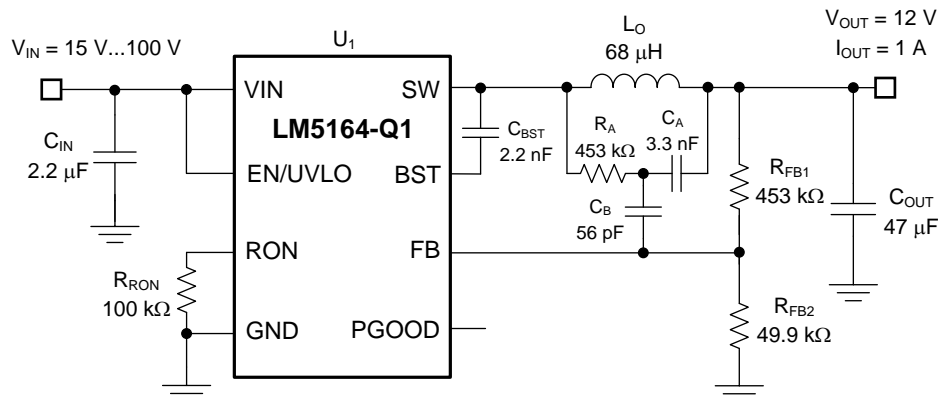 V_IN = 15 V...100 V
U_1
L_O
68 μH
V_OUT = 12 V
I_OUT = 1 A
VIN
SW
LM5164-Q1
C_IN
2.2 μF
EN/UVLO
BST
C_BST
2.2 nF
R_A
453 kΩ
C_A
3.3 nF
C_B
56 pF
R_FB1
453 kΩ
C_OUT
47 μF
RON
FB
R_RON
100 kΩ
GND
PGOOD
R_FB2
49.9 kΩ